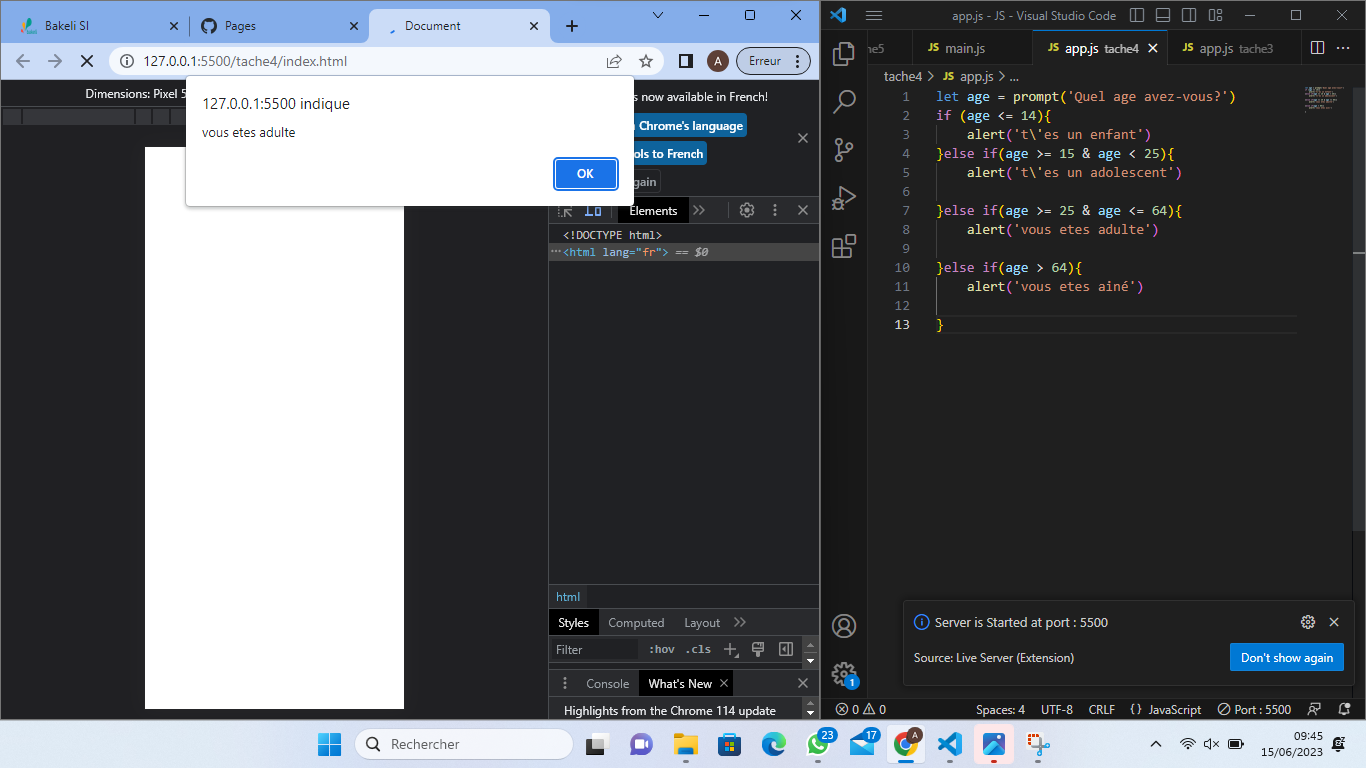 Bakeli SI
Pages
Document
127.0.0.1:5500/tache4/index.html
A
Erreur
Dimensions: Pixel 5
127.0.0.1:5500 indique
vous etes adulte
OK
s now available in French!
Chrome's language
ols to French
gain
Elements
<!DOCTYPE html>
<html lang="fr"> == $0
html
Styles
Computed
Layout
Filter
:hov
.cls
Console
What's New
Highlights from the Chrome 114 update
app.js - JS - Visual Studio Code
he5
JS main.js
JS app.js tache4
JS app.js tache3
tache4 > JS app.js > ...
1 let age = prompt('Quel age avez-vous?')
2 if (age <= 14){
3 alert('t\'es un enfant')
4 }else if(age >= 15 & age < 25){
5 alert('t\'es un adolescent')
6
7 }else if(age >= 25 & age <= 64){
8 alert('vous etes adulte')
9
10 }else if(age > 64){
11 alert('vous etes ainé')
12
13 }
Server is Started at port : 5500
Source: Live Server (Extension)
Don't show again
1
0
0
Spaces: 4
UTF-8
CRLF
{} JavaScript
Port : 5500
Rechercher
23
17
A
09:45
15/06/2023